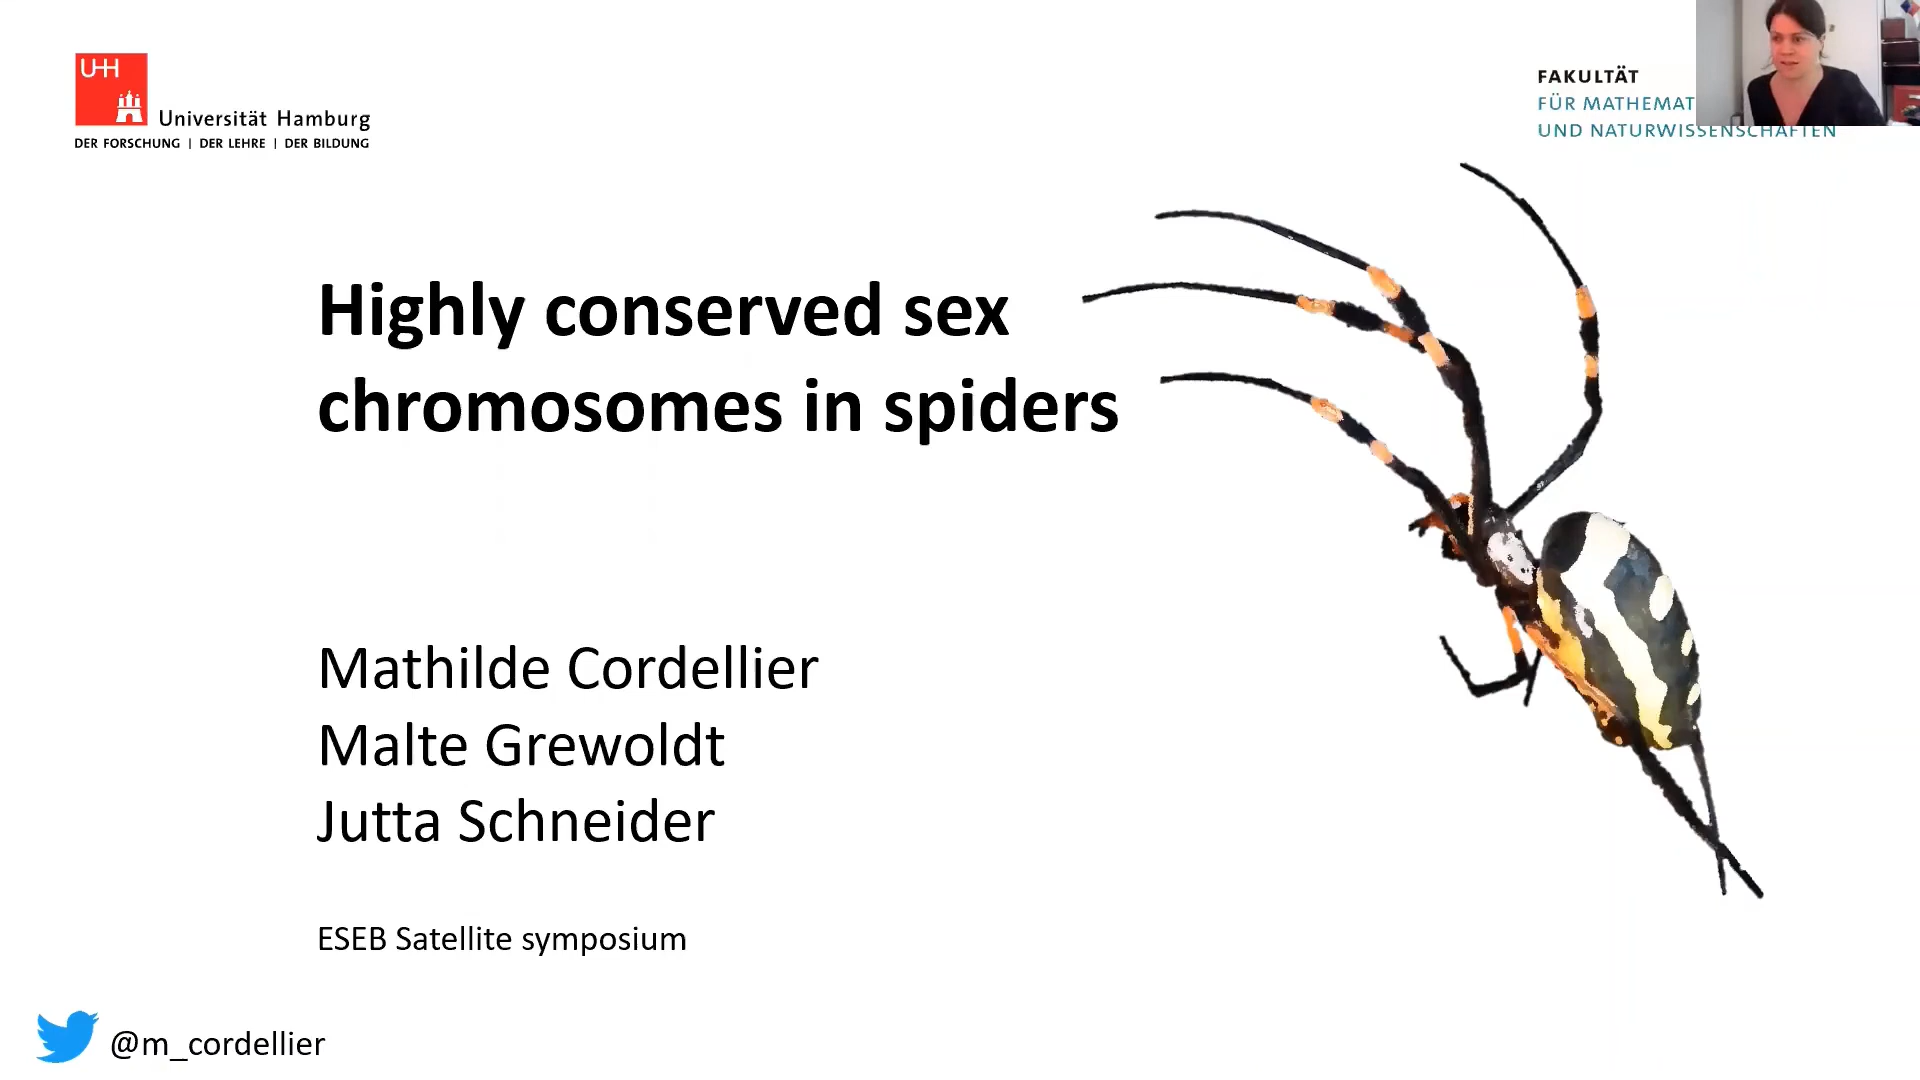 UHH
Universität Hamburg
DER FORSCHUNG | DER LEHRE | DER BILDUNG
FAKULTÄT
FÜR MATHEMAT
UND NATURWISSENSCHAFTEN
Highly conserved sex
chromosomes in spiders
Mathilde Cordellier
Malte Grewoldt
Jutta Schneider
ESEB Satellite symposium
@m_cordellier